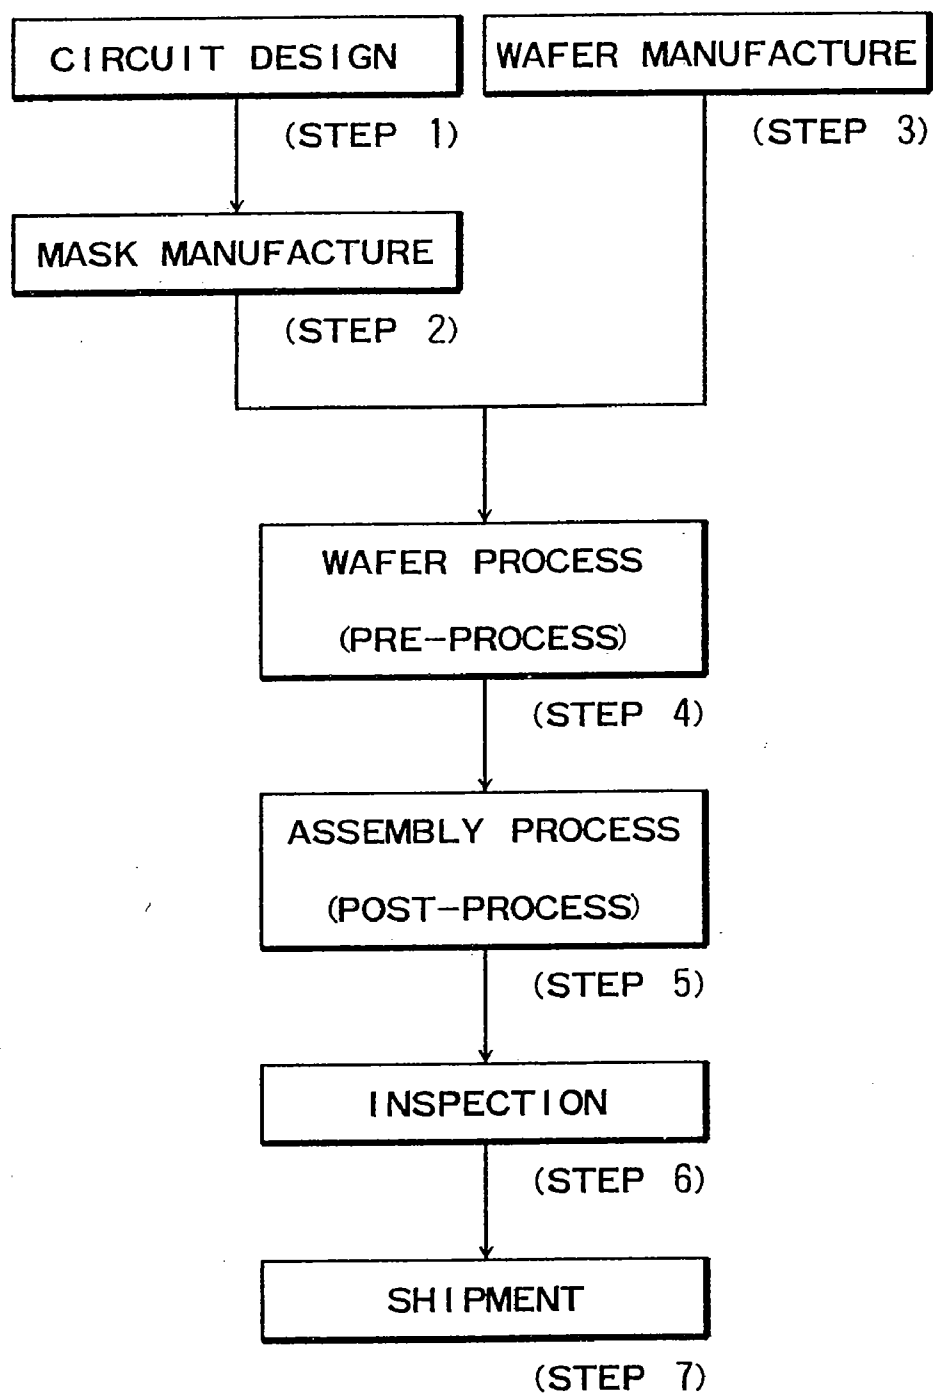 CIRCUIT DESIGN
(STEP 1)
WAFER MANUFACTURE
(STEP 3)
MASK MANUFACTURE
(STEP 2)
WAFER PROCESS
(PRE-PROCESS)
(STEP 4)
ASSEMBLY PROCESS
(POST-PROCESS)
(STEP 5)
INSPECTION
(STEP 6)
SHIPMENT
(STEP 7)